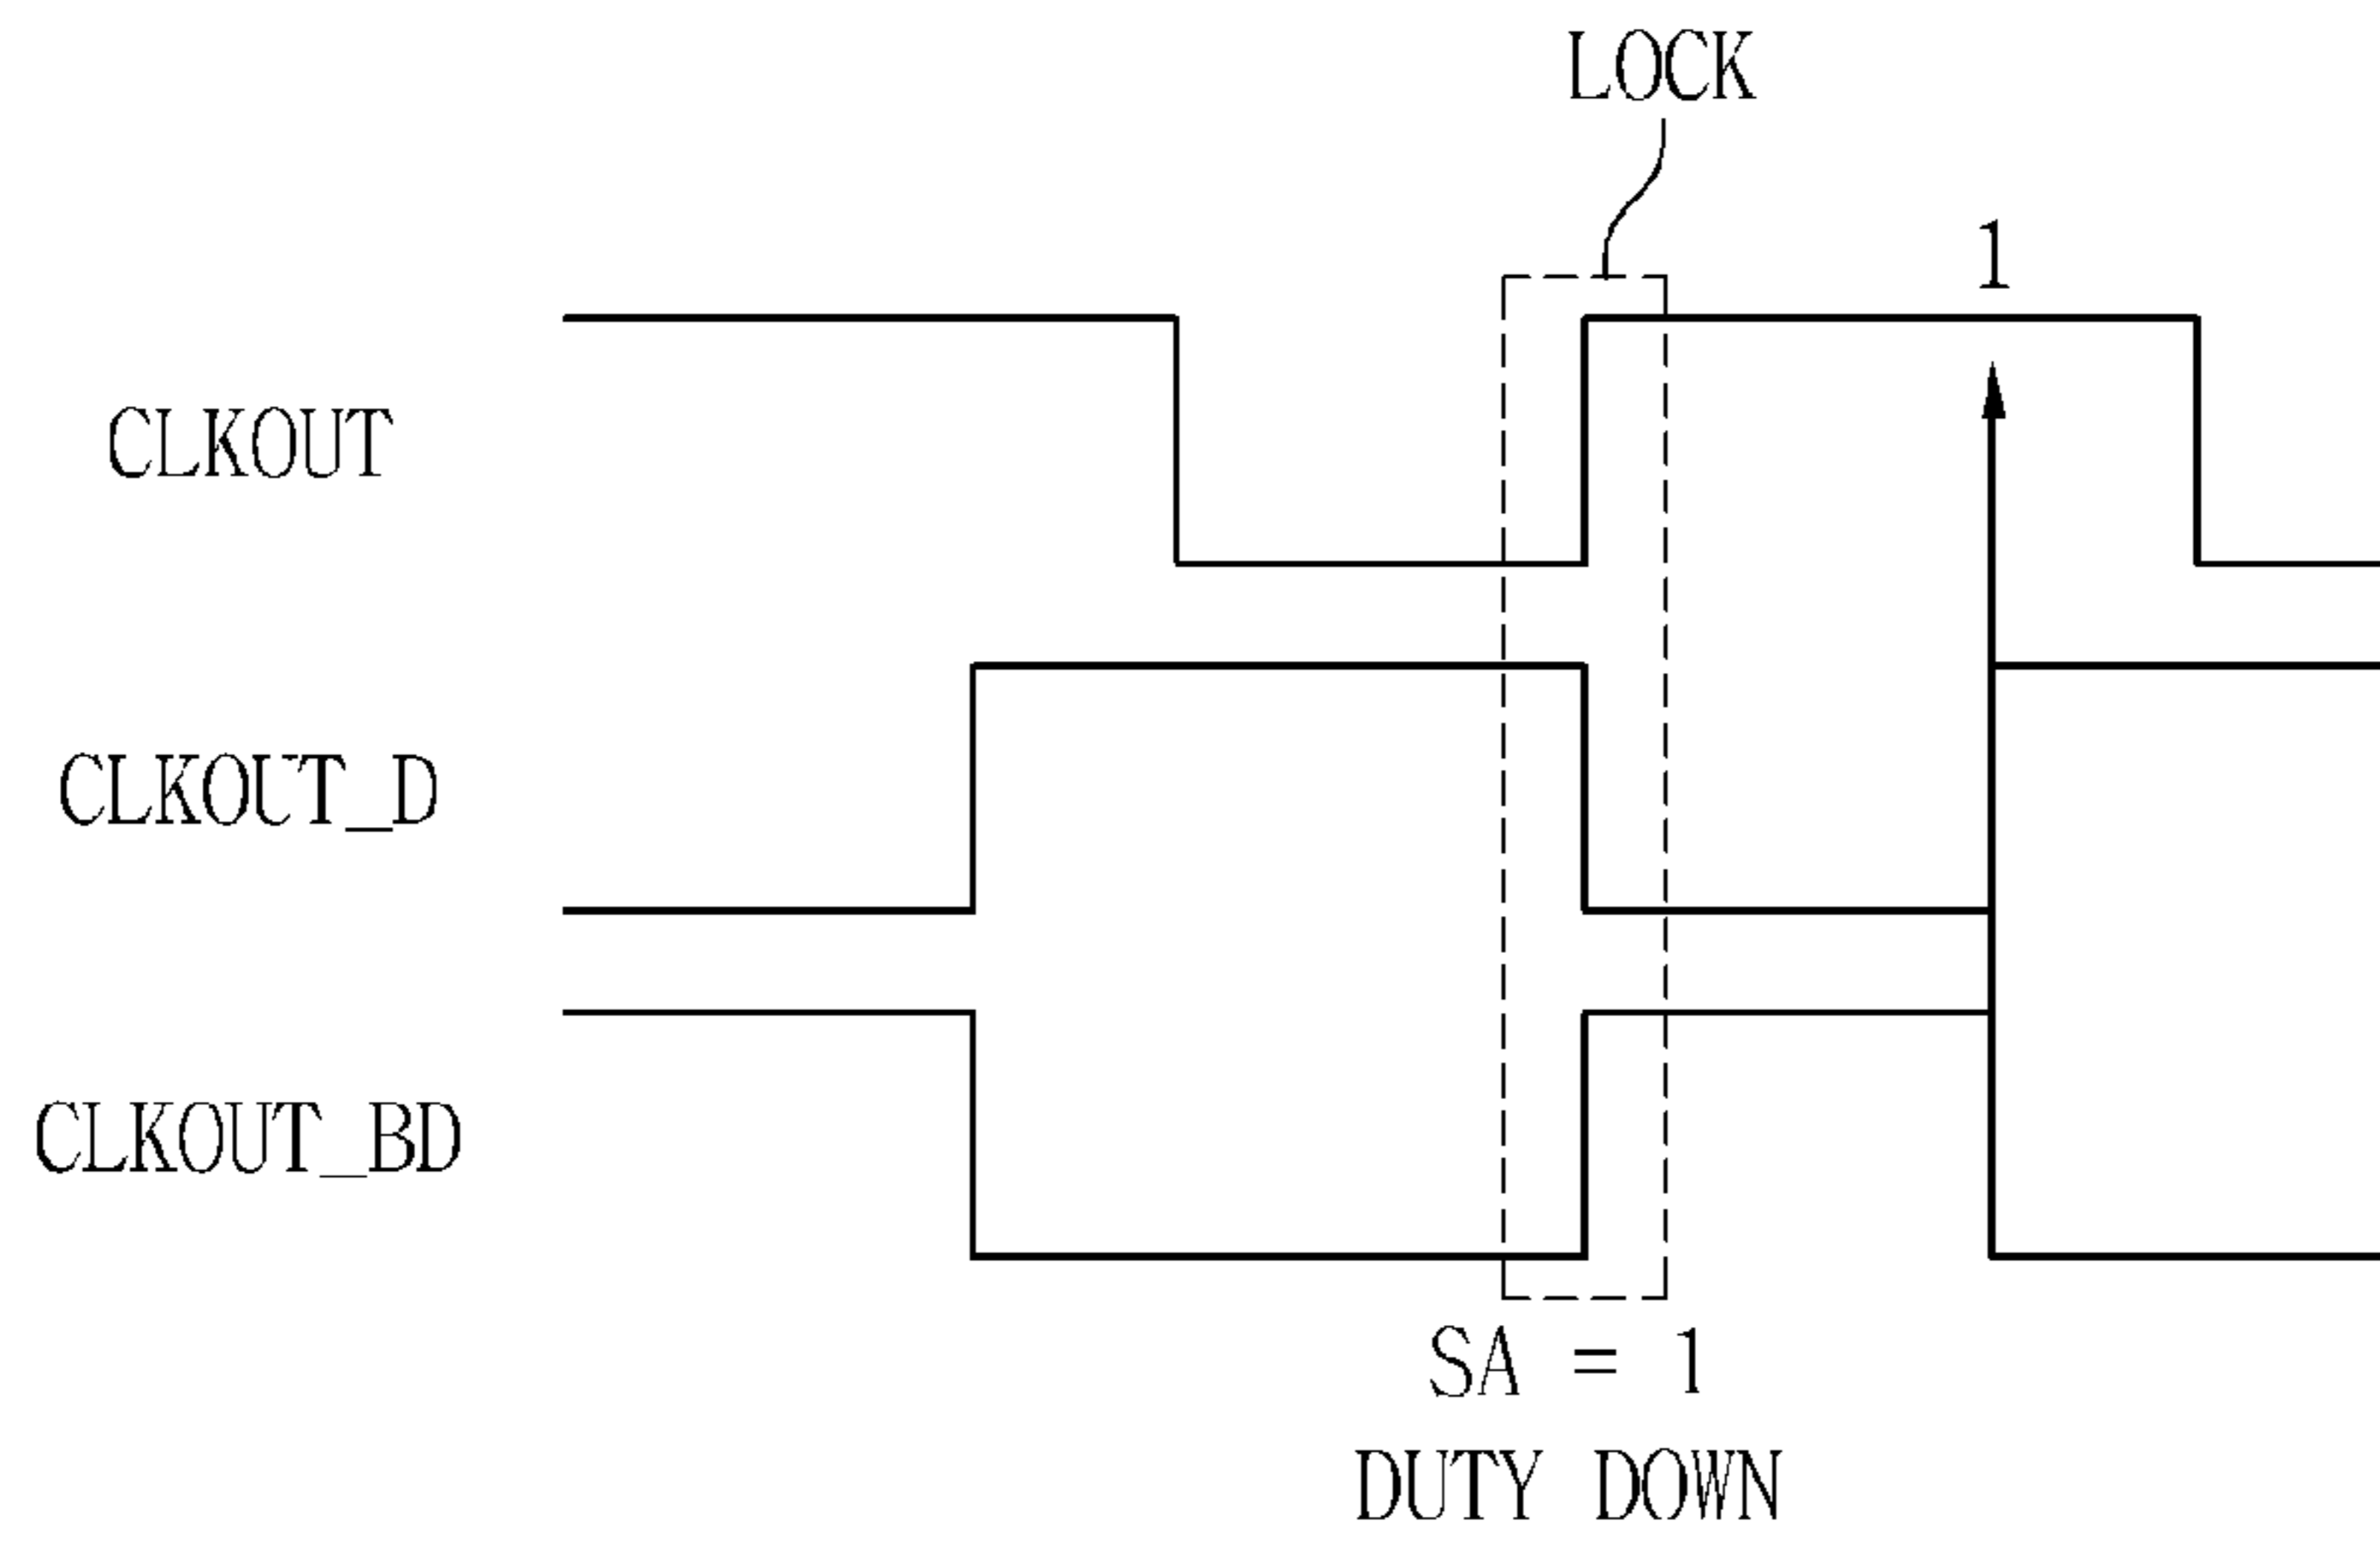 LOCK
1
CLKOUT
CLKOUT_D
CLKOUT_BD
SA = 1
DUTY DOWN